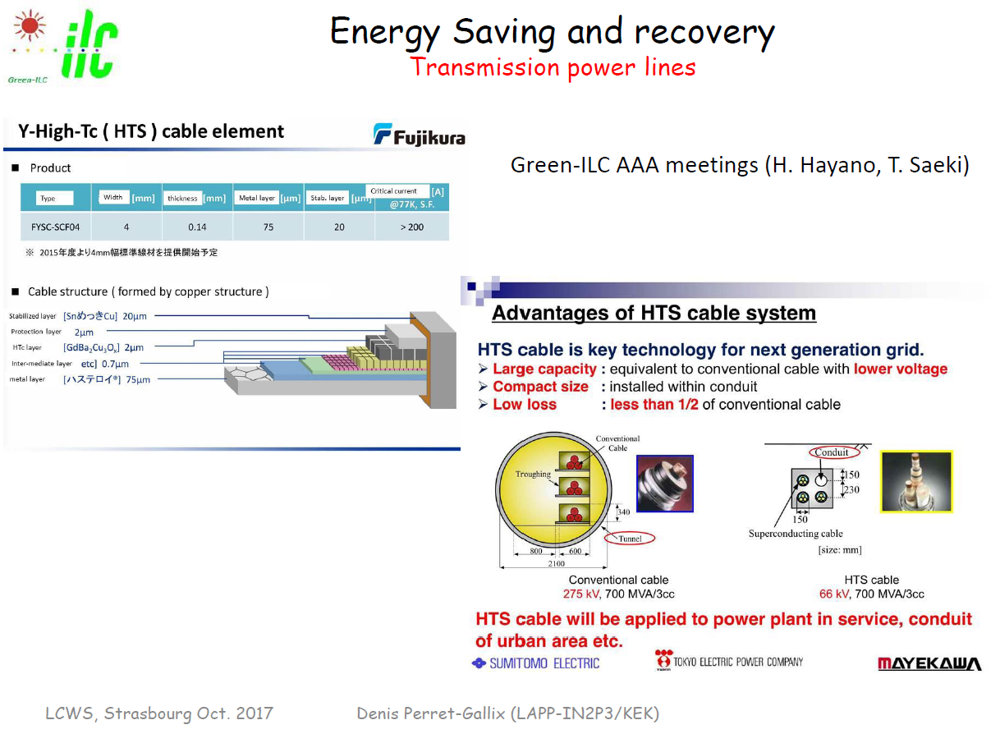 Green-ILC
ilc
Energy Saving and recovery
Transmission power lines
Y-High-Tc ( HTS ) cable element
Fujikura
Green-ILC AAA meetings (H. Hayano, T. Saeki)
■ Product
Type
Width [mm]
thickness [mm]
Metal layer [μm]
Stab. layer [μm]
Critical current [A]
@77K, S.F.
FYSC-SCF04 4 0.14 75 20 > 200
※ 2015年度より4mm幅標準線材を提供開始予定
■ Cable structure ( formed by copper structure )
Stabilized layer [SnめっきCu] 20μm
Protection layer 2μm
HTc layer [GdBa2Cu3Ox] 2μm
Inter-mediate layer etc] 0.7μm
metal layer [ハステロイ®] 75μm
Advantages of HTS cable system
HTS cable is key technology for next generation grid.
➢ Large capacity : equivalent to conventional cable with lower voltage
➢ Compact size : installed within conduit
➢ Low loss : less than 1/2 of conventional cable
Conventional
Cable
Troughing
340
Tunnel
800 600
2100
Conventional cable
275 kV, 700 MVA/3cc
Conduit
150
230
150
Superconducting cable
[size: mm]
HTS cable
66 kV, 700 MVA/3cc
HTS cable will be applied to power plant in service, conduit
of urban area etc.
SUMITOMO ELECTRIC
TOKYO ELECTRIC POWER COMPANY
MAYEKAWA
LCWS, Strasbourg Oct. 2017
Denis Perret-Gallix (LAPP-IN2P3/KEK)